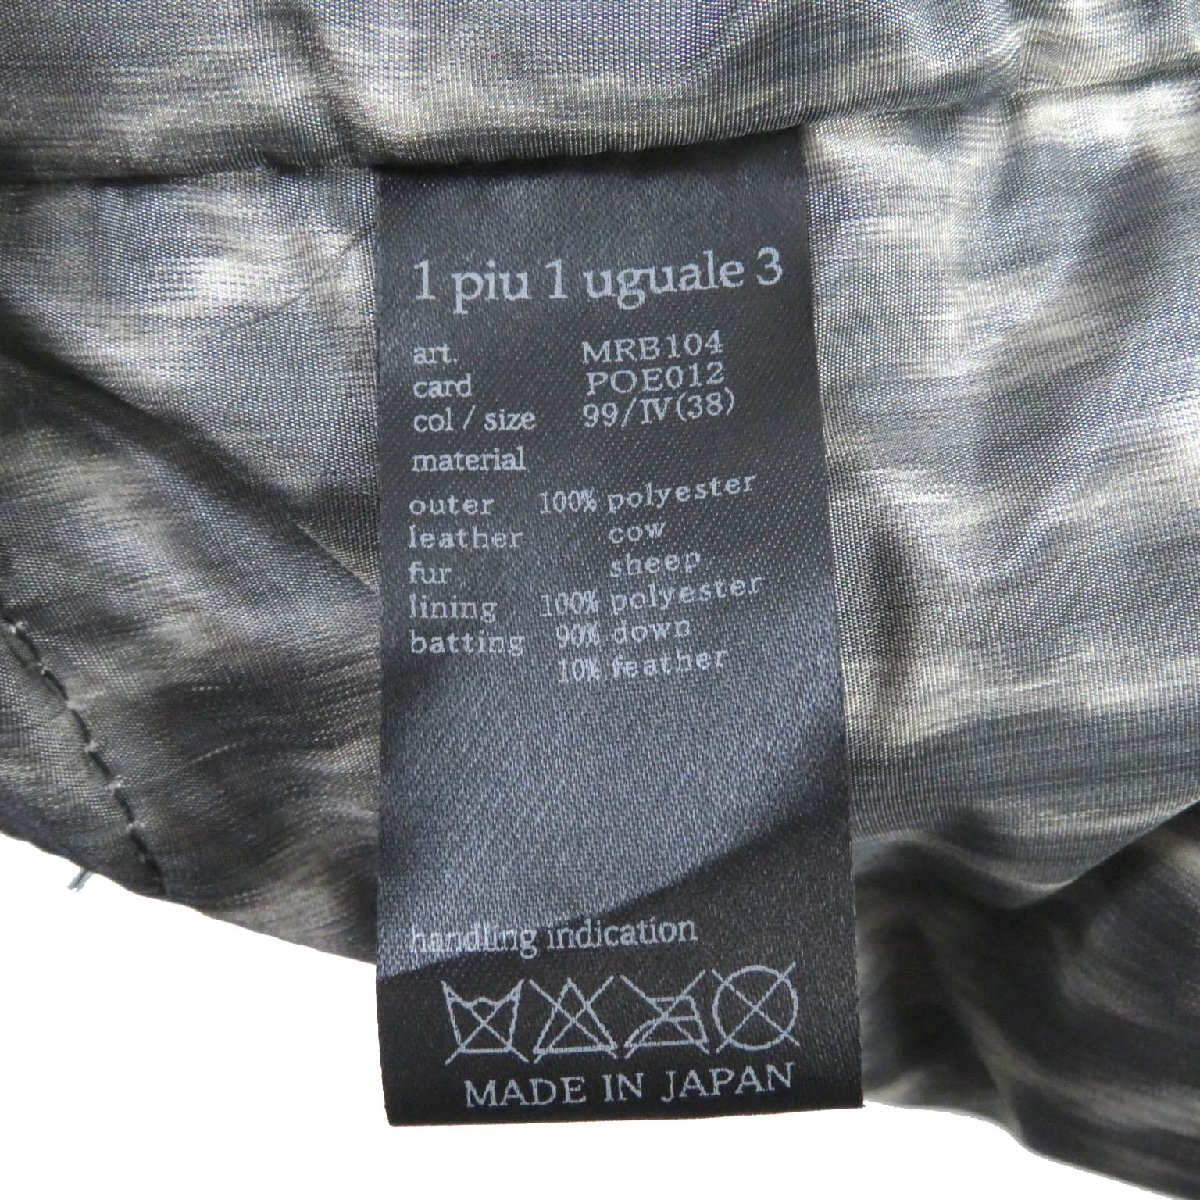 1 piu 1 uguale 3
art. MRB104
card POE012
col / size 99/Ⅳ(38)
material
outer 100% polyester
leather cow
fur sheep
lining 100% polyester
batting 90% down
10% feather
handling indication
MADE IN JAPAN